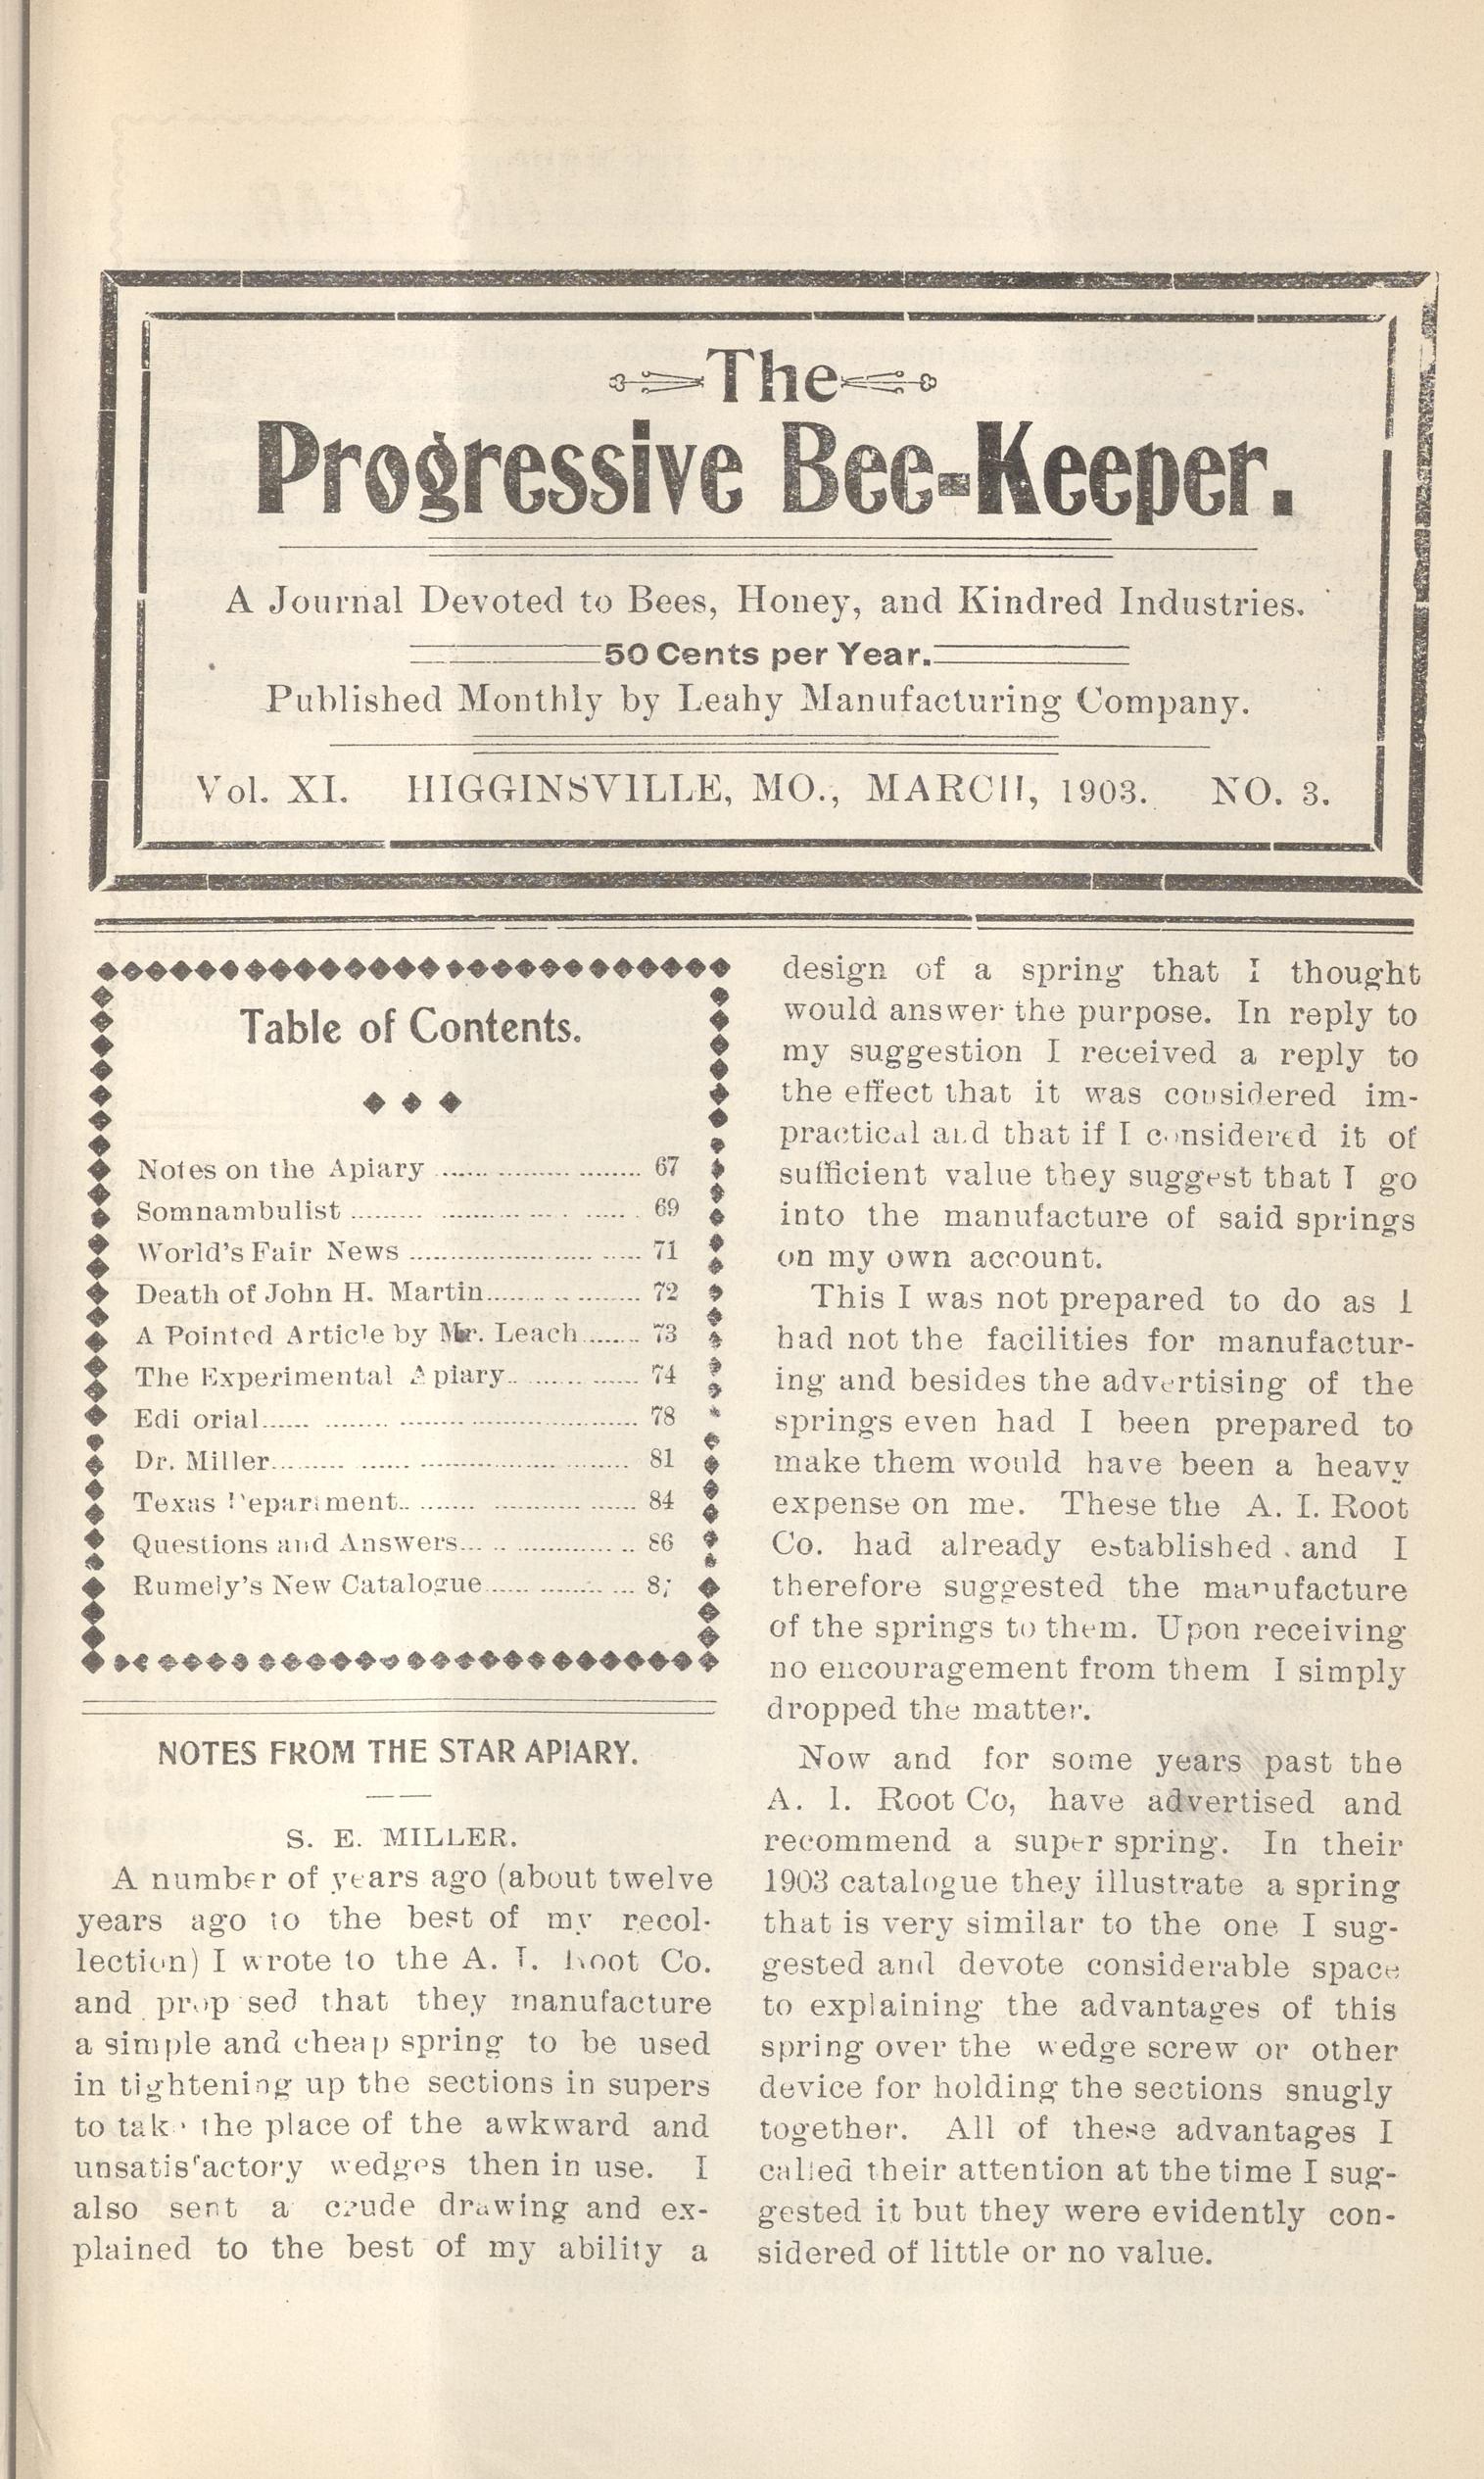 The
Progressive Bee-Keeper.
A Journal Devoted to Bees, Honey, and Kindred Industries.
50 Cents per Year.
Published Monthly by Leahy Manufacturing Company.
Vol. XI. HIGGINSVILLE, MO., MARCH, 1903. NO. 3.
Table of Contents.
Notes on the Apiary ...... ............ ........ 67
Somnambulist ......... ............... . ...... . 69
World's Fair News ........................... ...... 71
Death of John H. Martin........ .. ........ 72
A Pointed Article by Mr. Leach ....... 73
The Experimental Apiary.. ........ ...... 74
Edi orial...... ........ ............................... 78
Dr. Miller......... ...... .................... ........ 81
Texas Department.. ....... ............ ...... 84
Questions and Answers... .. ............. .. 86
Rumely's New Catalogue...... ......... ... 8
NOTES FROM THE STAR APIARY.
S. E. MILLER.
A number of years ago (about twelve
years ago to the best of my recol-
lection) I wrote to the A. I. Root Co.
and prop sed that they manufacture
a simple and cheap spring to be used
in tightening up the sections in supers
to take the place of the awkward and
unsatisfactory wedges then in use. I
also sent a crude drawing and ex-
plained to the best of my ability a
design of a spring that I thought
would answer the purpose. In reply to
my suggestion I received a reply to
the effect that it was considered im-
practical and that if I considered it of
sufficient value they suggest that I go
into the manufacture of said springs
on my own account.
This I was not prepared to do as I
had not the facilities for manufactur-
ing and besides the advertising of the
springs even had I been prepared to
make them would have been a heavy
expense on me. These the A. I. Root
Co. had already established . and I
therefore suggested the manufacture
of the springs to them. Upon receiving
no encouragement from them I simply
dropped the matter.
Now and for some years past the
A. I. Root Co, have advertised and
recommend a super spring. In their
1903 catalogue they illustrate a spring
that is very similar to the one I sug-
gested and devote considerable space
to explaining the advantages of this
spring over the wedge screw or other
device for holding the sections snugly
together. All of these advantages I
called their attention at the time I sug-
gested it but they were evidently con-
sidered of little or no value.